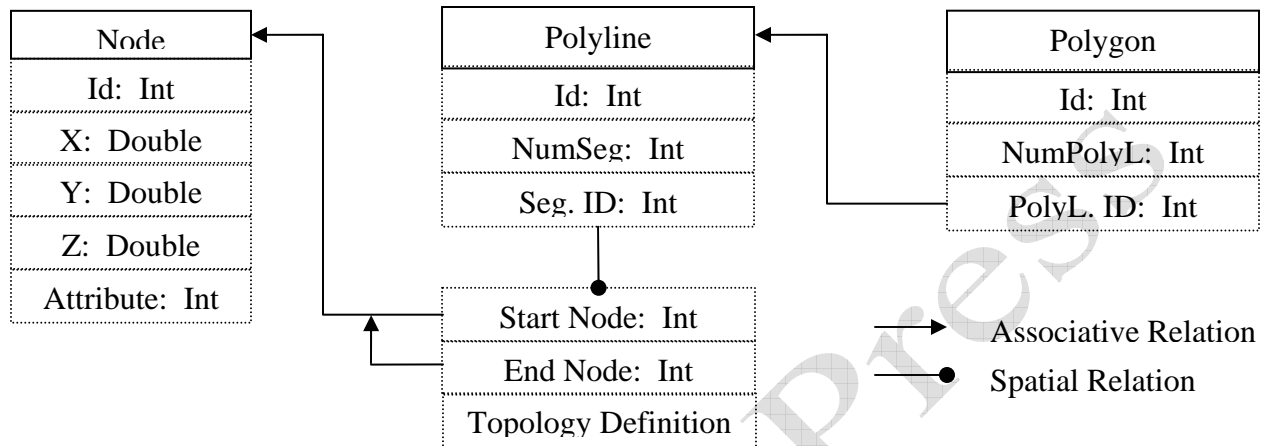 Node
Id: Int
X: Double
Y: Double
Z: Double
Attribute: Int
Polyline
Id: Int
NumSeg: Int
Seg. ID: Int
Start Node: Int
End Node: Int
Topology Definition
Polygon
Id: Int
NumPolyL: Int
PolyL. ID: Int
Associative Relation
Spatial Relation
Press